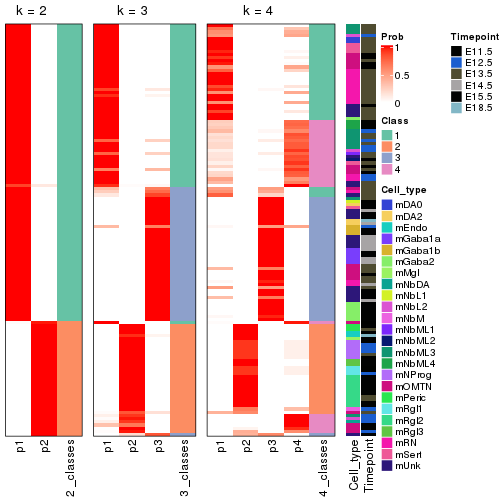 k = 2
k = 3
k = 4
p1
p2
2_classes
p1
p2
p3
3_classes
p1
p2
p3
p4
4_classes
Cell_type
Timepoint
Prob
1
0.5
0
Class
1
2
3
4
Cell_type
mDA0
mDA2
mEndo
mGaba1a
mGaba1b
mGaba2
mMgl
mNbDA
mNbL1
mNbL2
mNbM
mNbML1
mNbML2
mNbML3
mNbML4
mNProg
mOMTN
mPeric
mRgl1
mRgl2
mRgl3
mRN
mSert
mUnk
Timepoint
E11.5
E12.5
E13.5
E14.5
E15.5
E18.5